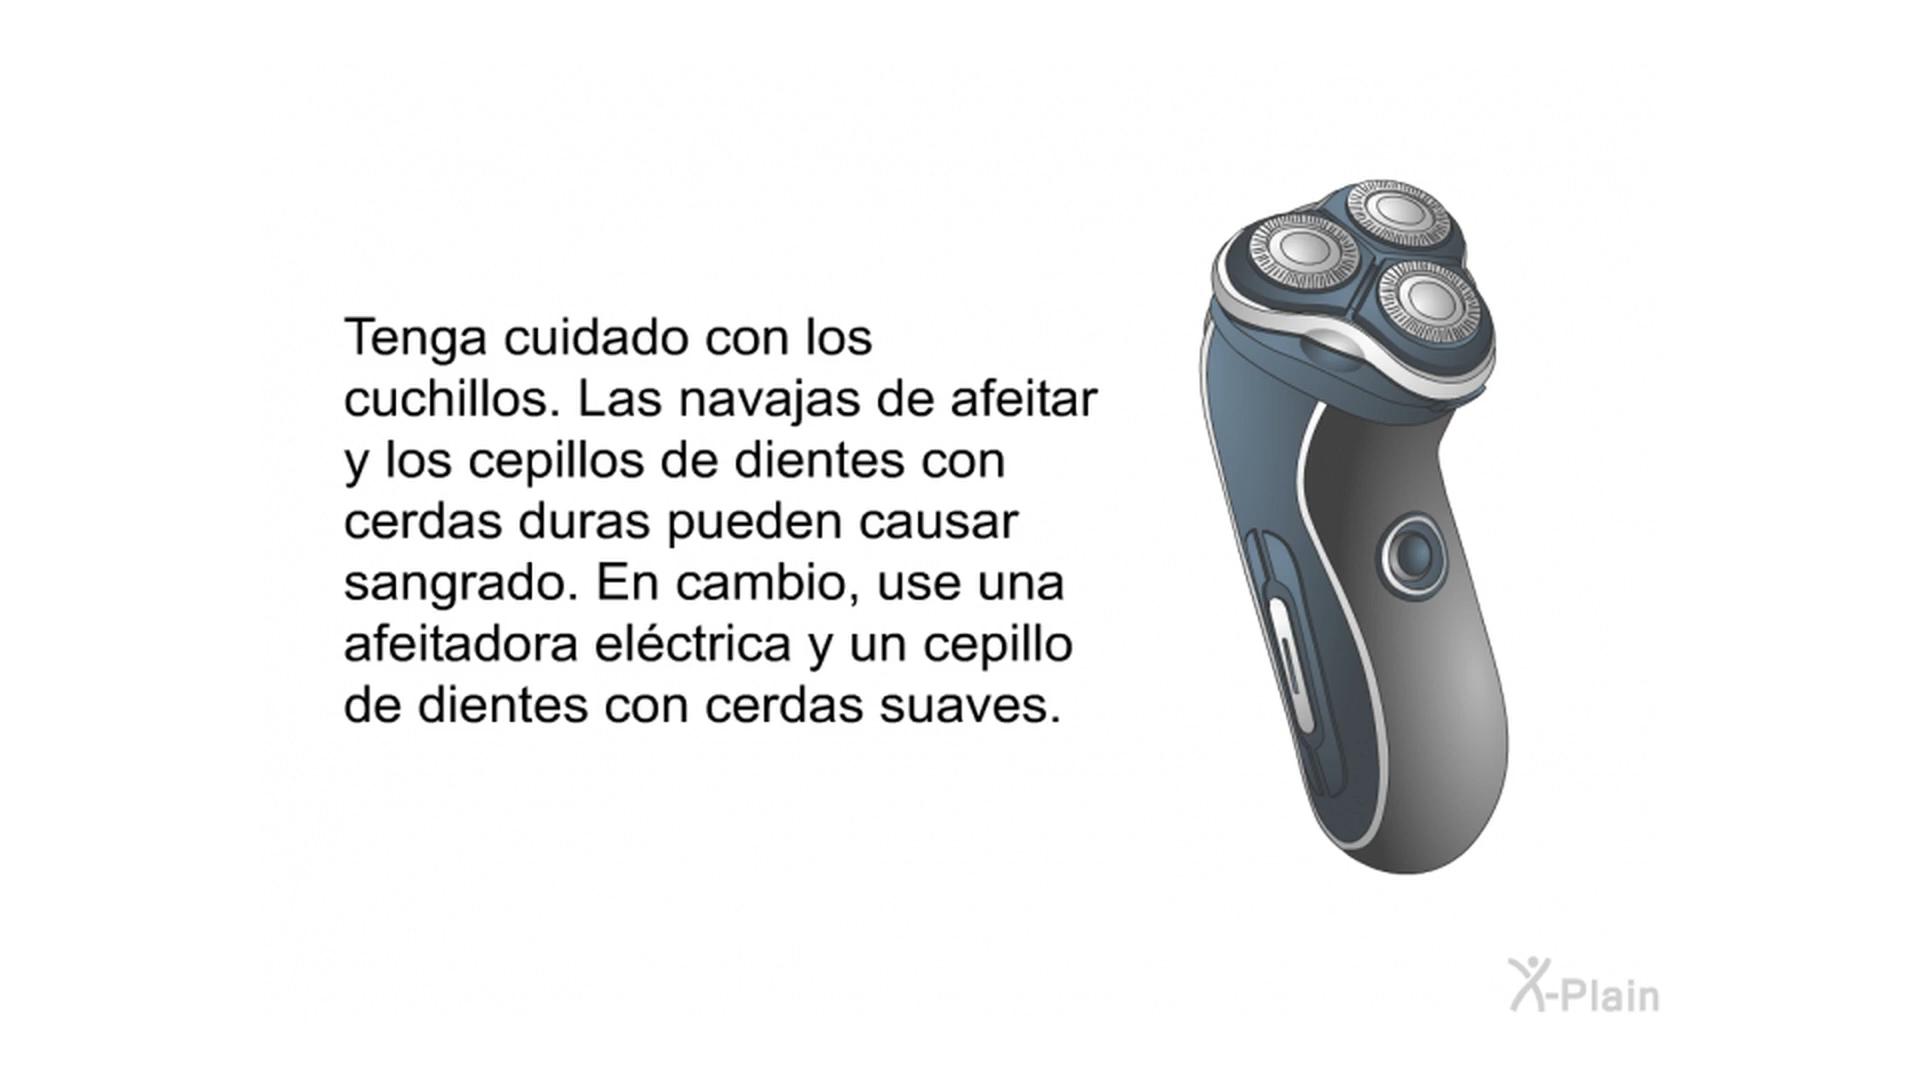 Tenga cuidado con los
cuchillos. Las navajas de afeitar
y los cepillos de dientes con
cerdas duras pueden causar
sangrado. En cambio, use una
afeitadora eléctrica y un cepillo
de dientes con cerdas suaves.
X-Plain